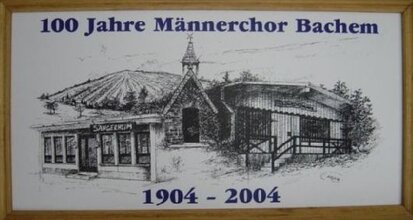 100 Jahre Männerchor Bachem
SÄNGERHEIM
1904 - 2004